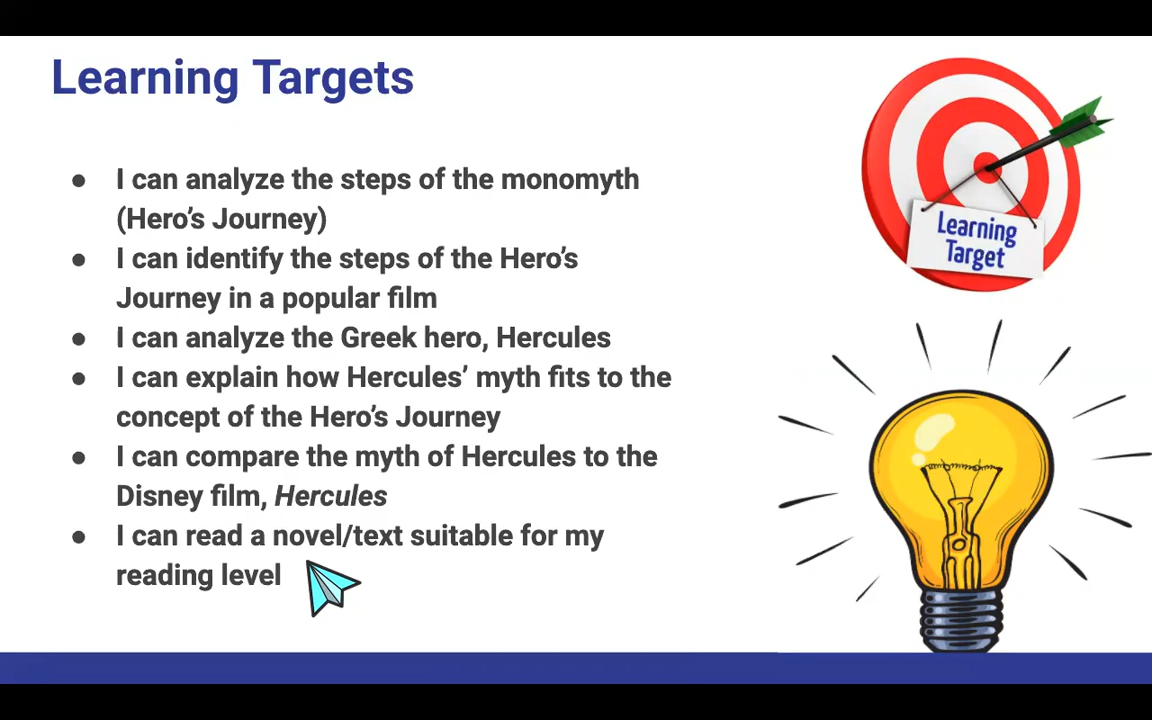 Learning Targets
● I can analyze the steps of the monomyth
(Hero’s Journey)
● I can identify the steps of the Hero’s
Journey in a popular film
● I can analyze the Greek hero, Hercules
● I can explain how Hercules’ myth fits to the
concept of the Hero’s Journey
● I can compare the myth of Hercules to the
Disney film, Hercules
● I can read a novel/text suitable for my
reading level
Learning
Target